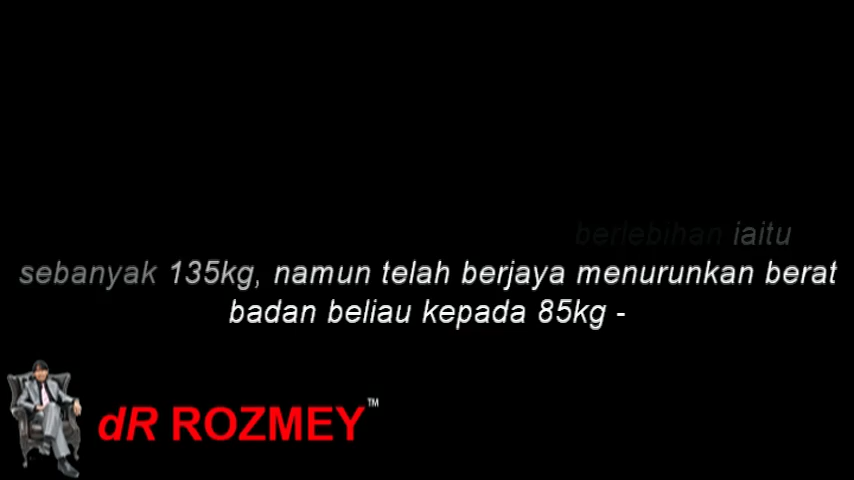 berlebihan iaitu
sebanyak 135kg, namun telah berjaya menurunkan berat
badan beliau kepada 85kg -
dR ROZMEY™